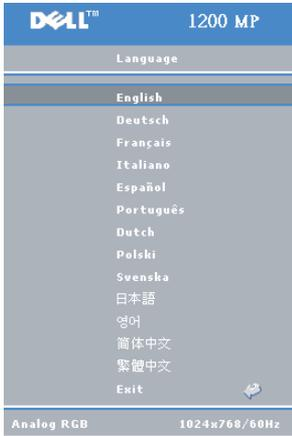 DELL™ 1200 MP
Language
English
Deutsch
Français
Italiano
Español
Português
Dutch
Polski
Svenska
日本語
영어
简体中文
繁體中文
Exit
Analog RGB 1024x768/60Hz